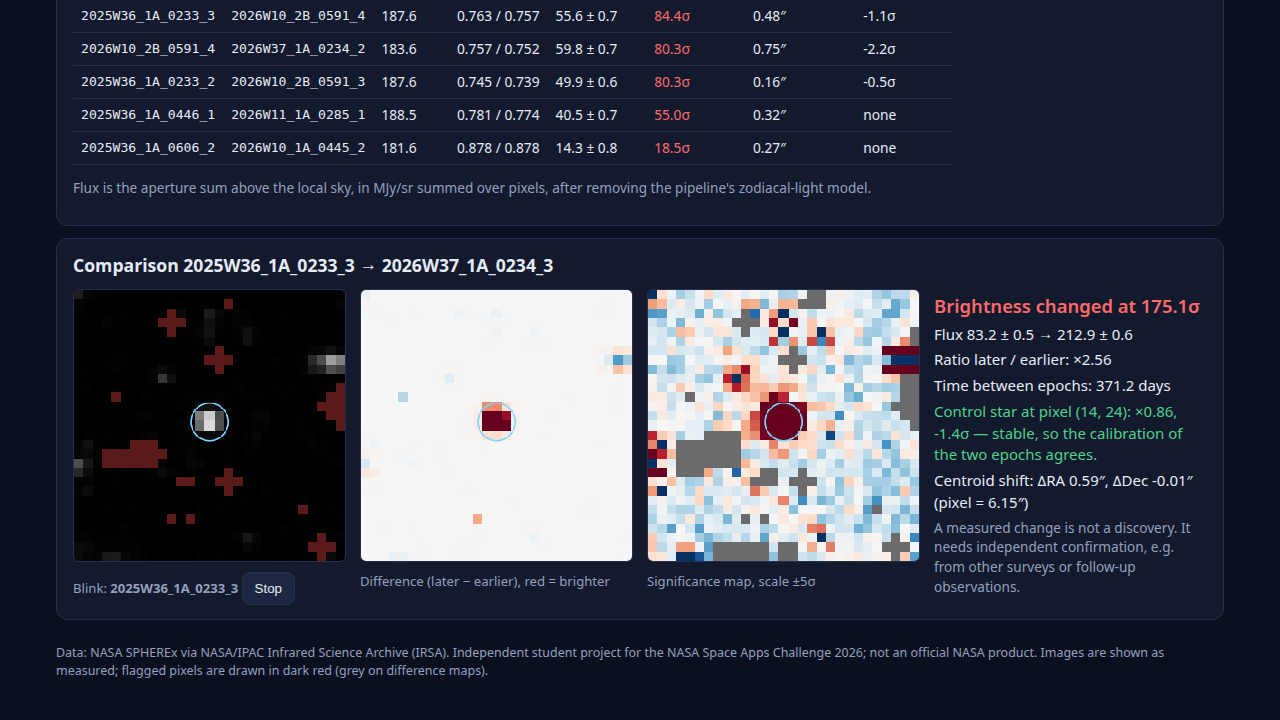 2025W36_1A_0233_3 2026W10_2B_0591_4 187.6 0.763 / 0.757 55.6 ± 0.7 84.4σ 0.48″ -1.1σ
2026W10_2B_0591_4 2026W37_1A_0234_2 183.6 0.757 / 0.752 59.8 ± 0.7 80.3σ 0.75″ -2.2σ
2025W36_1A_0233_2 2026W10_2B_0591_3 187.6 0.745 / 0.739 49.9 ± 0.6 80.3σ 0.16″ -0.5σ
2025W36_1A_0446_1 2026W11_1A_0285_1 188.5 0.781 / 0.774 40.5 ± 0.8 55.0σ 0.32″ none
2025W36_1A_0606_2 2026W10_1A_0445_2 181.6 0.878 / 0.878 14.3 ± 0.8 18.5σ 0.27″ none
Flux is the aperture sum above the local sky, in MJy/sr summed over pixels, after removing the pipeline's zodiacal-light model.
Comparison 2025W36_1A_0233_3 → 2026W37_1A_0234_3
Brightness changed at 175.1σ
Flux 83.2 ± 0.5 → 212.9 ± 0.6
Ratio later / earlier: ×2.56
Time between epochs: 371.2 days
Control star at pixel (14, 24): ×0.86,
-1.4σ — stable, so the calibration of
the two epochs agrees.
Centroid shift: ΔRA 0.59″, ΔDec -0.01″
(pixel = 6.15″)
A measured change is not a discovery. It
needs independent confirmation, e.g.
from other surveys or follow-up
observations.
Blink: 2025W36_1A_0233_3 Stop
Difference (later − earlier), red = brighter
Significance map, scale ±5σ
Data: NASA SPHEREx via NASA/IPAC Infrared Science Archive (IRSA). Independent student project for the NASA Space Apps Challenge 2026; not an official NASA product. Images are shown as
measured; flagged pixels are drawn in dark red (grey on difference maps).